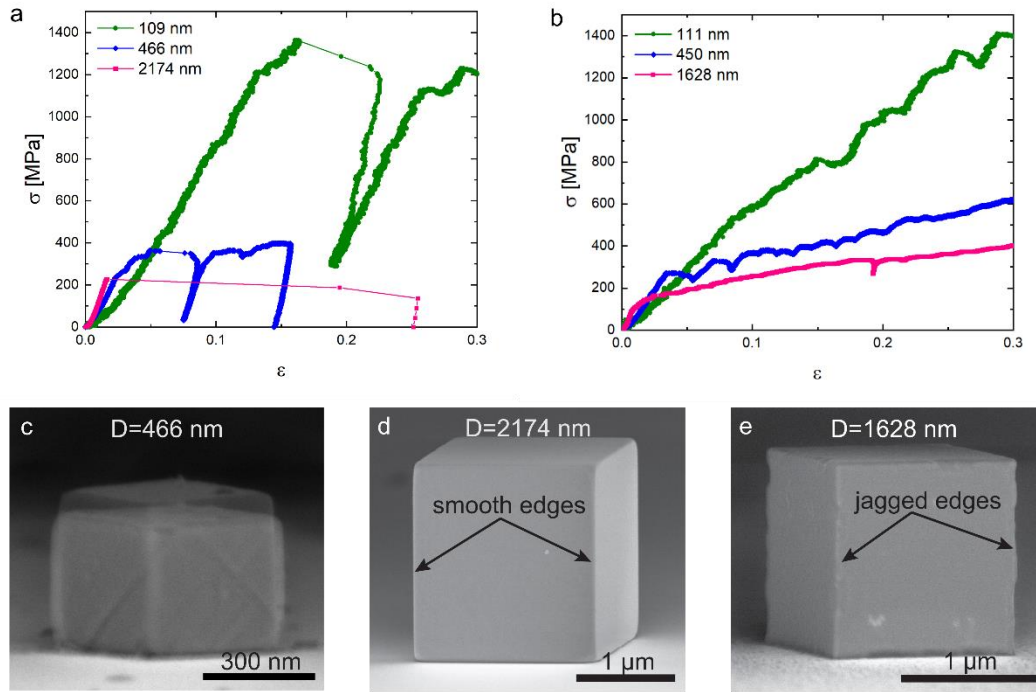 a
109 nm
466 nm
2174 nm
1400
1200
1000
800
600
400
200
0
σ [MPa]
0.0
0.1
0.2
0.3
ε
b
111 nm
450 nm
1628 nm
1400
1200
1000
800
600
400
200
0
σ [MPa]
0.0
0.1
0.2
0.3
ε
c
D=466 nm
300 nm
d
D=2174 nm
smooth edges
1 µm
e
D=1628 nm
jagged edges
1 µm